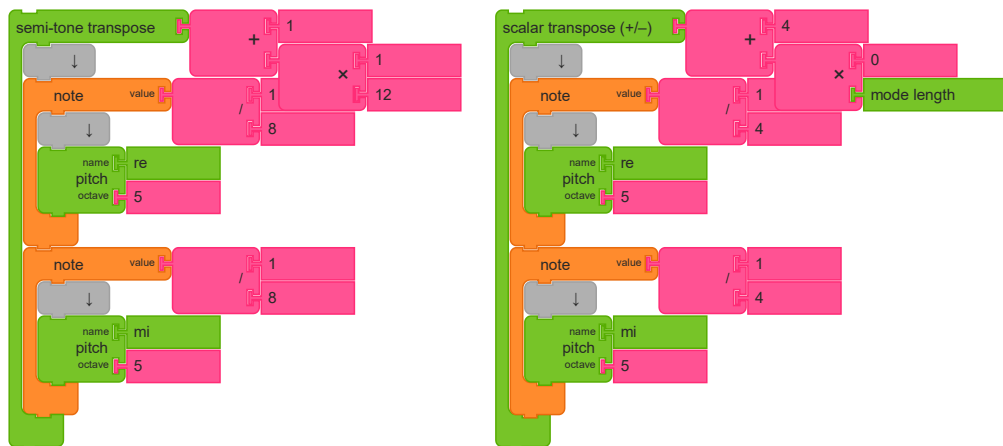 semi-tone transpose + 1
× 1
12
↓
note value / 1
8
↓
name re
pitch
octave 5
note value / 1
8
↓
name mi
pitch
octave 5
scalar transpose (+/–) + 4
× 0
mode length
↓
note value / 1
4
↓
name re
pitch
octave 5
note value / 1
4
↓
name mi
pitch
octave 5